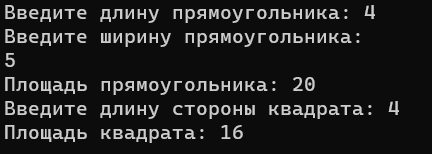 Введите длину прямоугольника: 4
Введите ширину прямоугольника:
5
Площадь прямоугольника: 20
Введите длину стороны квадрата: 4
Площадь квадрата: 16